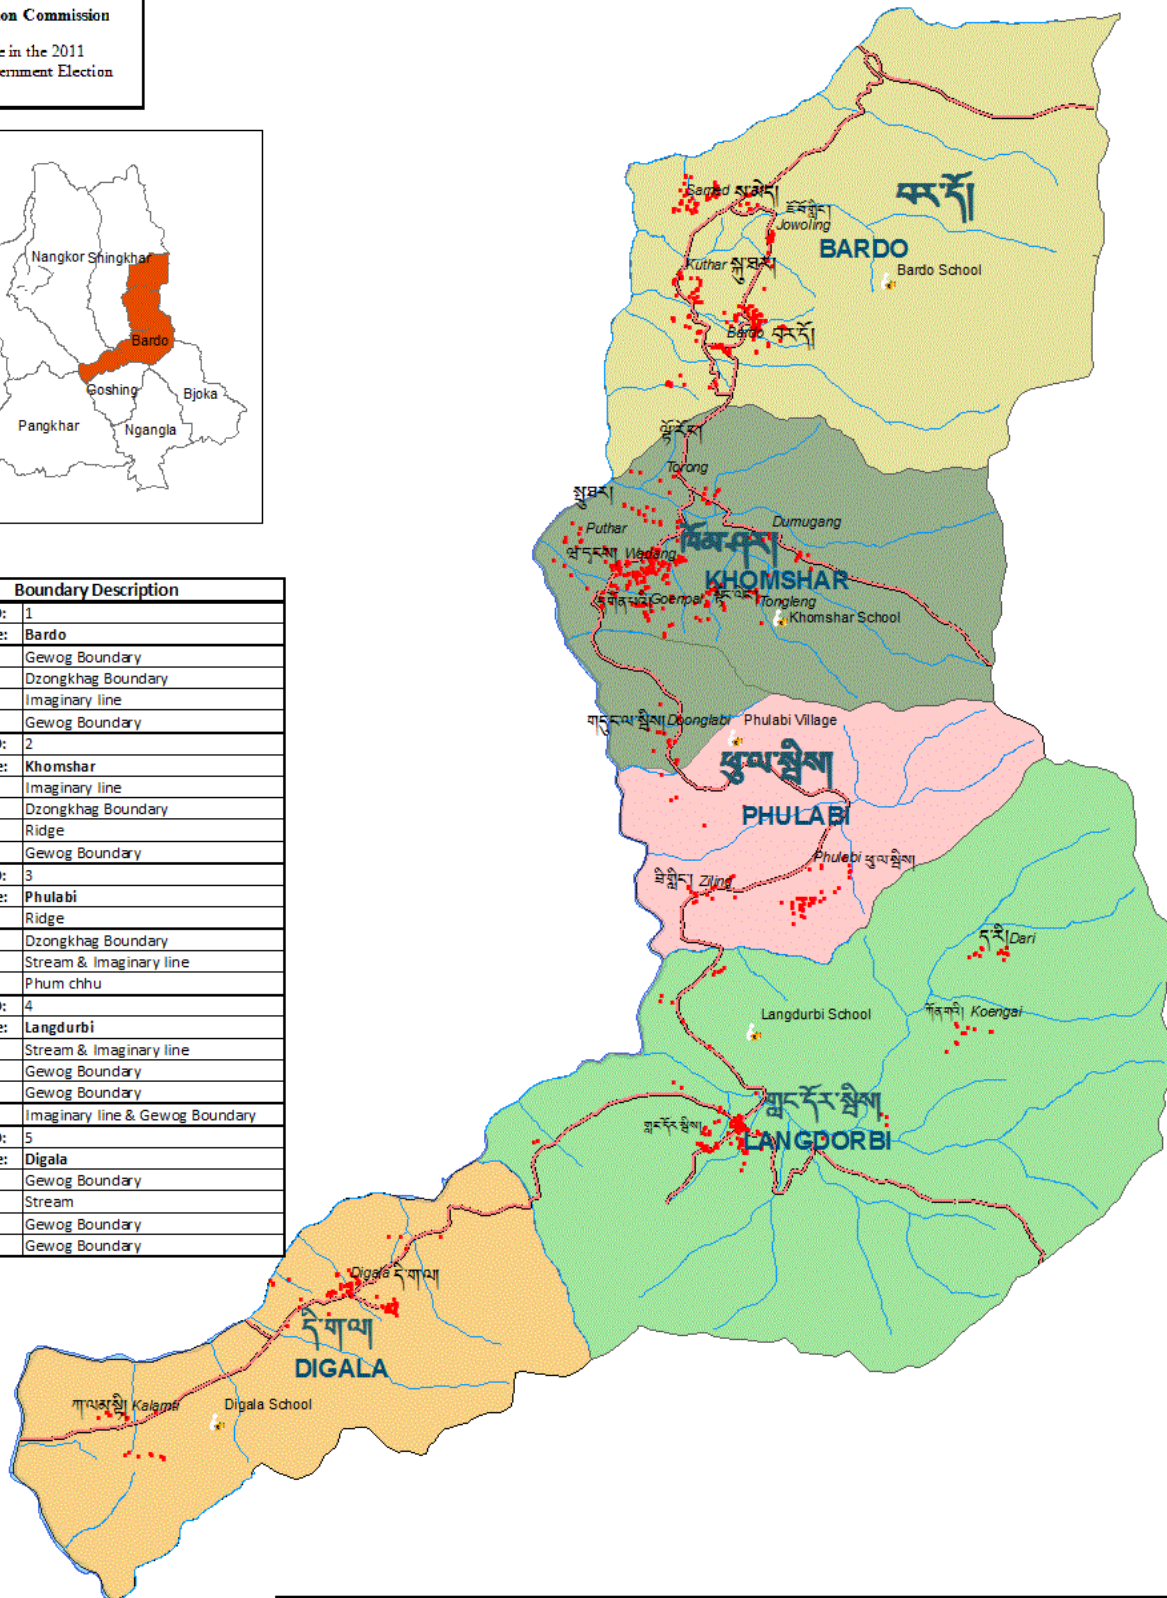 on Commission
e in the 2011
ernment Election
Nangkor
Shingkhar
Bardo
Goshing
Bjoka
Pangkhar
Ngangla
Boundary Description
1
e: Bardo
Gewog Boundary
Dzongkhag Boundary
Imaginary line
Gewog Boundary
2
e: Khomshar
Imaginary line
Dzongkhag Boundary
Ridge
Gewog Boundary
3
e: Phulabi
Ridge
Dzongkhag Boundary
Stream & Imaginary line
Phum chhu
4
e: Langdurbi
Stream & Imaginary line
Gewog Boundary
Gewog Boundary
Imaginary line & Gewog Boundary
5
e: Digala
Gewog Boundary
Stream
Gewog Boundary
Gewog Boundary
བར་དོ།
Samed
Jowoling
BARDO
Kuthar
Bardo School
Bardo བར་དོ།
Torong
Puthar
Dumugang
Wadang
ཁོམ་ཤར།
KHOMSHAR
Goenpai
Tongleng
Khomshar School
Doonglabi
Phulabi Village
ཕུ་ལ་སྦིས།
PHULABI
Phulabi ཕུ་ལ་སྦིས།
Ziling
Dari
Koengai
Langdurbi School
གླང་དོར་སྦིས།
གླང་དོར་སྦིས།
LANGDORBI
Digala དི་ག་ལ།
དི་ག་ལ།
DIGALA
Kalamti
Digala School